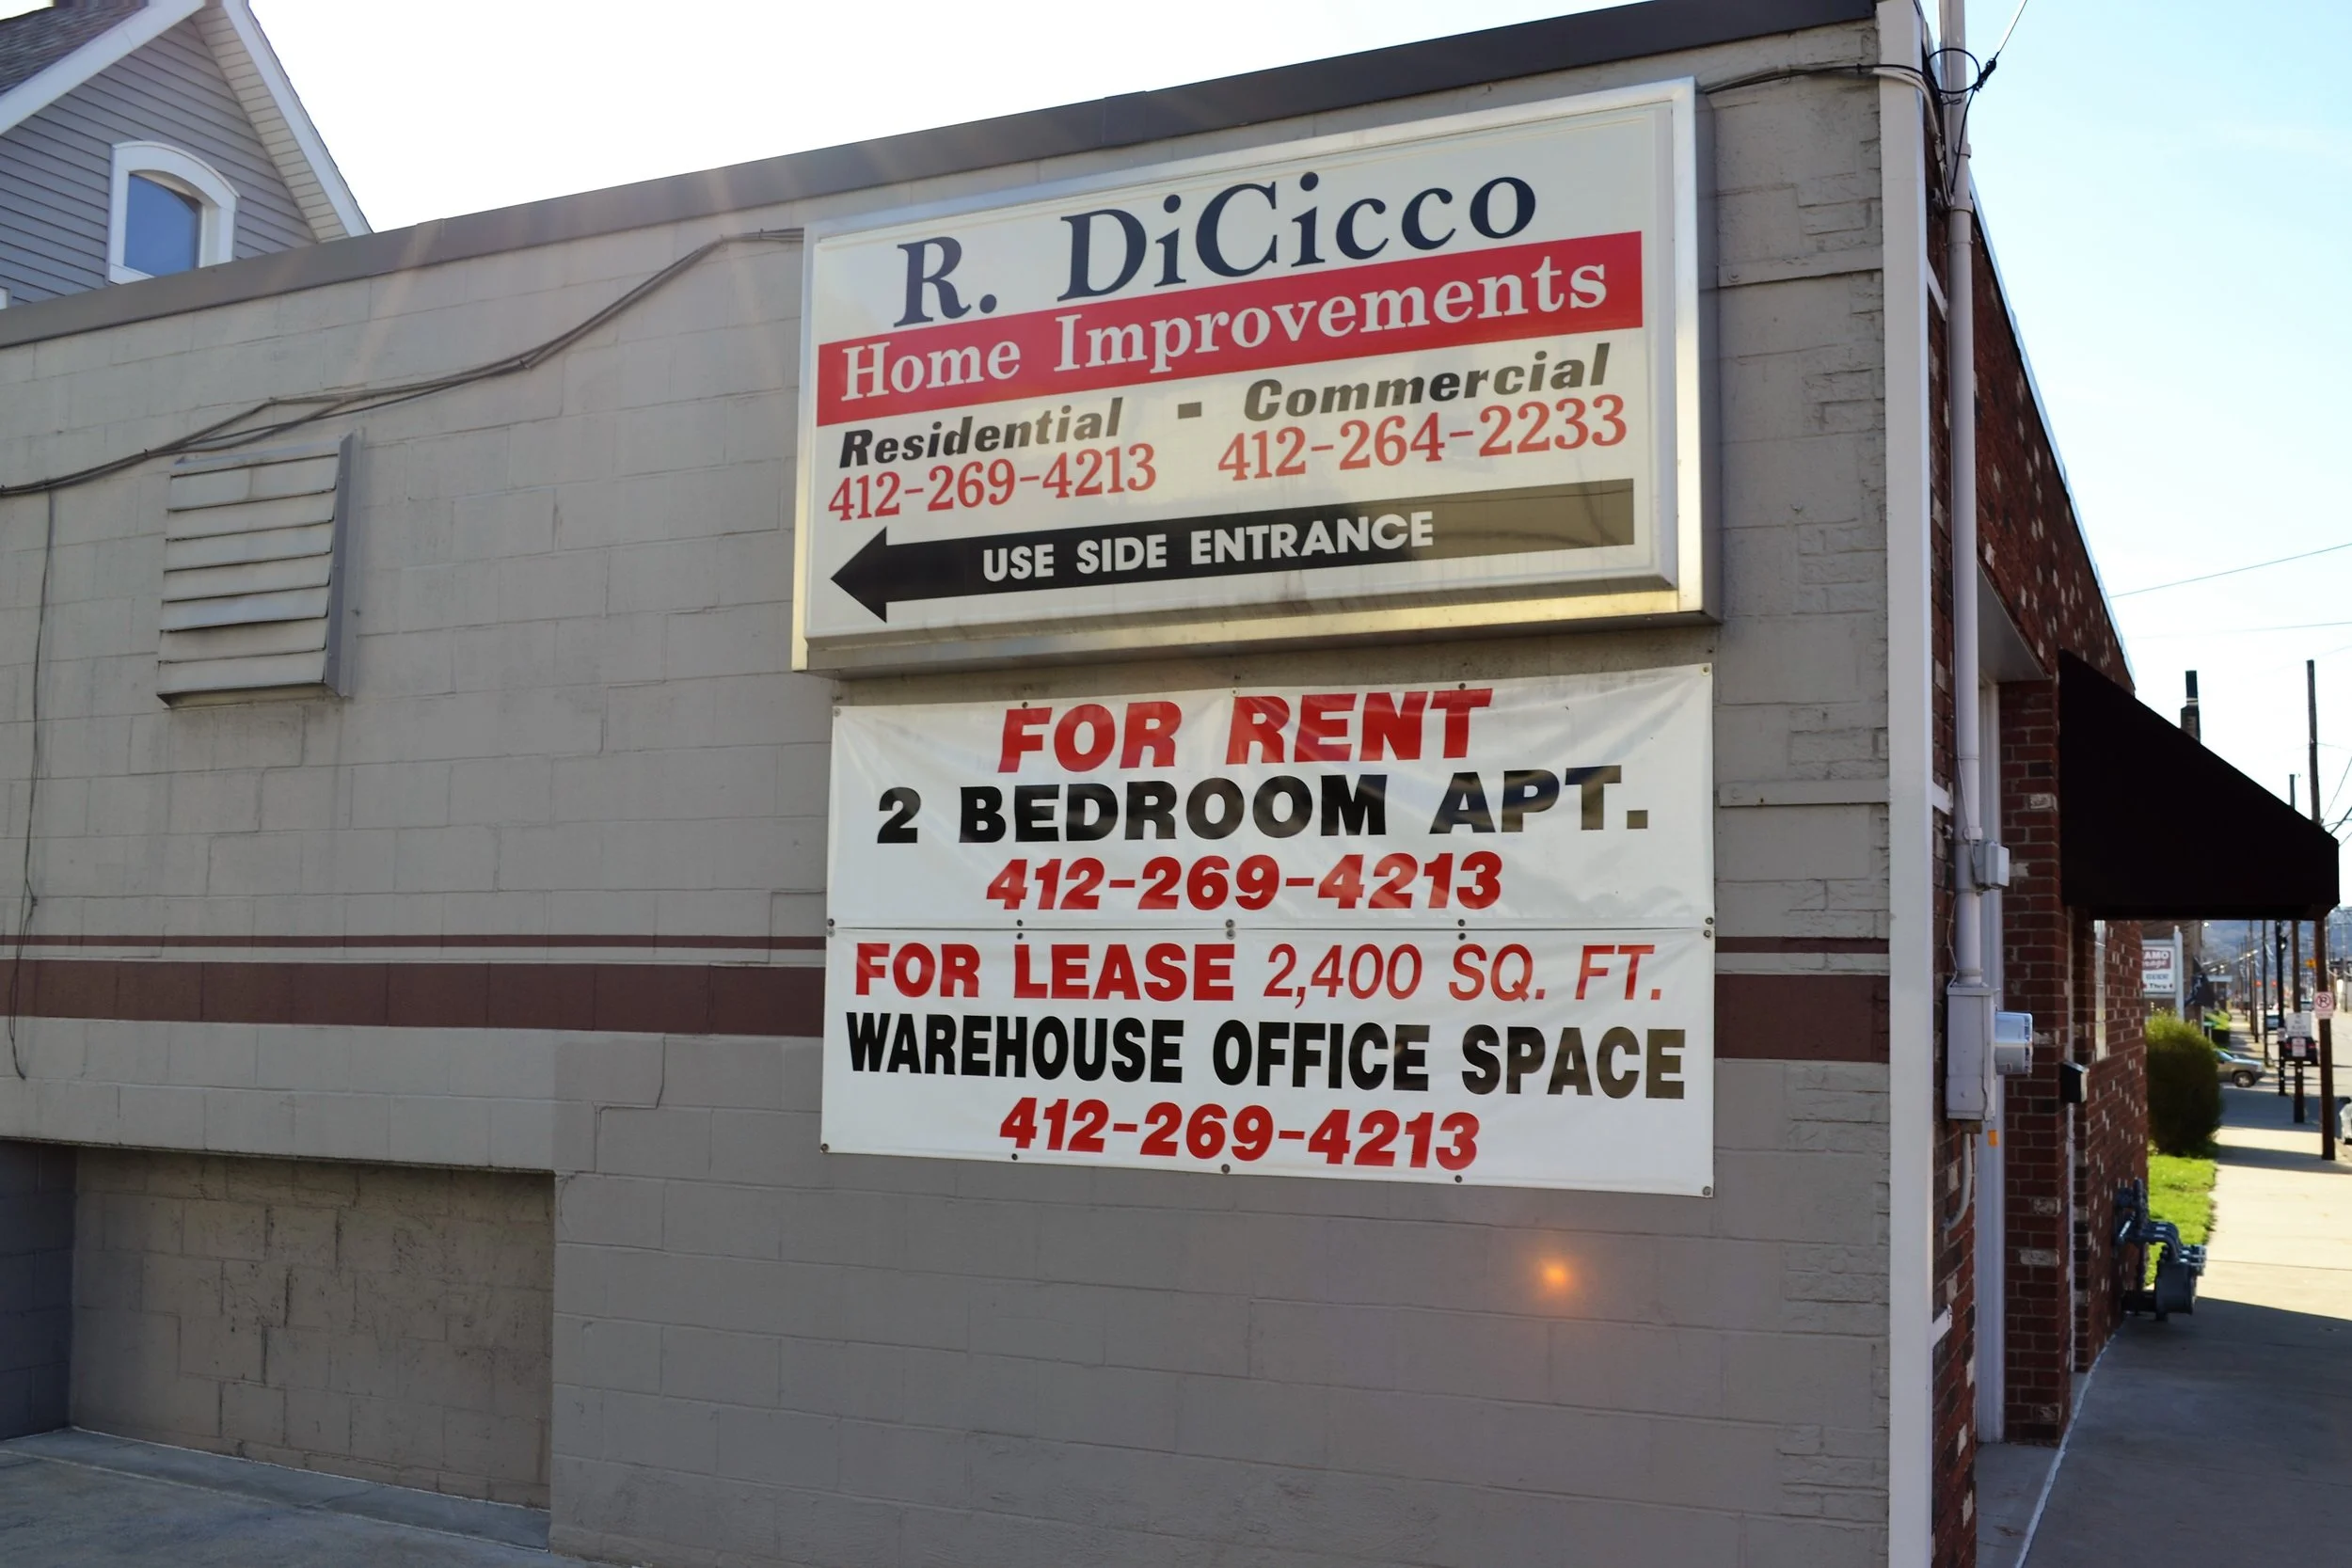 R. DiCicco
Home Improvements
Residential - Commercial
412-269-4213 412-264-2233
USE SIDE ENTRANCE
FOR RENT
2 BEDROOM APT.
412-269-4213
FOR LEASE 2,400 SQ. FT.
WAREHOUSE OFFICE SPACE
412-269-4213